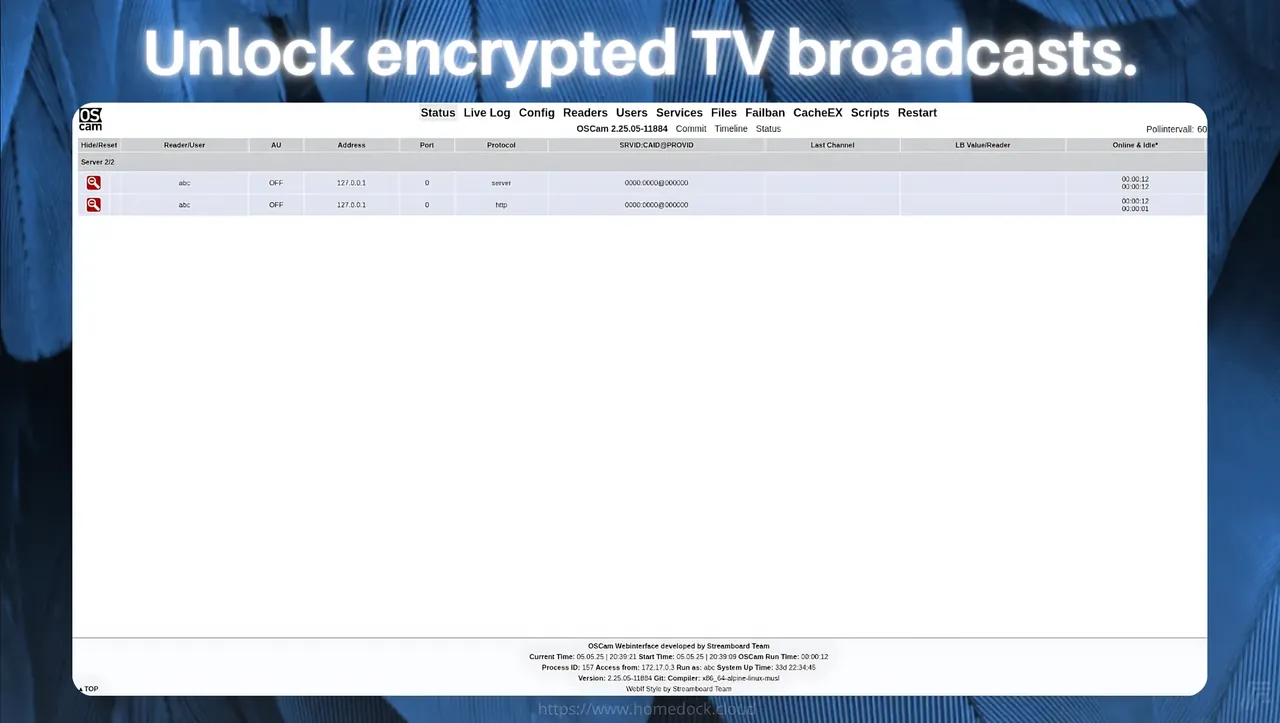 Unlock encrypted TV broadcasts.
OS cam
Status Live Log Config Readers Users Services Files Failban CacheEX Scripts Restart
OSCam 2.25.05-11884 Commit Timeline Status
Pollintervall: 60
Hide/Reset Reader/User AU Address Port Protocol SRVID:CAID@PROVID Last Channel LB Value/Reader Online & Idle*
Server 2/2
abc OFF 127.0.0.1 0 server 0000:0000@000000 00:00:12
00:00:12
abc OFF 127.0.0.1 0 http 0000:0000@000000 00:00:12
00:00:01
OSCam Webinterface developed by Streamboard Team
Current Time: 05.05.25 | 20:39:21 Start Time: 05.05.25 | 20:39:09 OSCam Run Time: 00:00:12
Process ID: 157 Access from: 172.17.0.3 Run as: abc System Up Time: 33d 22:34:45
Version: 2.25.05-11884 Git: Compiler: x86_64-alpine-linux-musl
▲ TOP
Webif Style by Streamboard Team
https://www.homedock.cloud